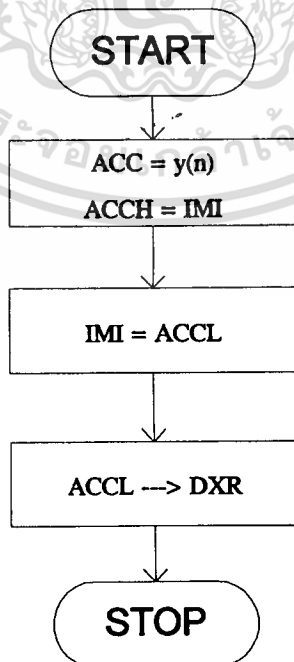 START
ACC = y(n)
ACCH = IMI
IMI = ACCL
ACCL ---> DXR
STOP